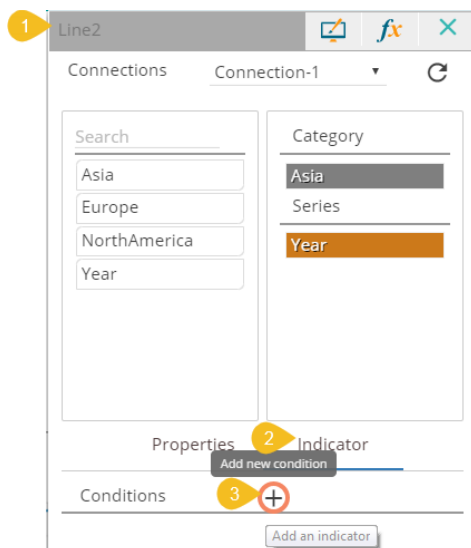 1 Line2 fx
Connections Connection-1
Search
Asia
Europe
NorthAmerica
Year
Category
Asia
Series
Year
Properties 2 Indicator
Add new condition
Conditions 3
Add an indicator